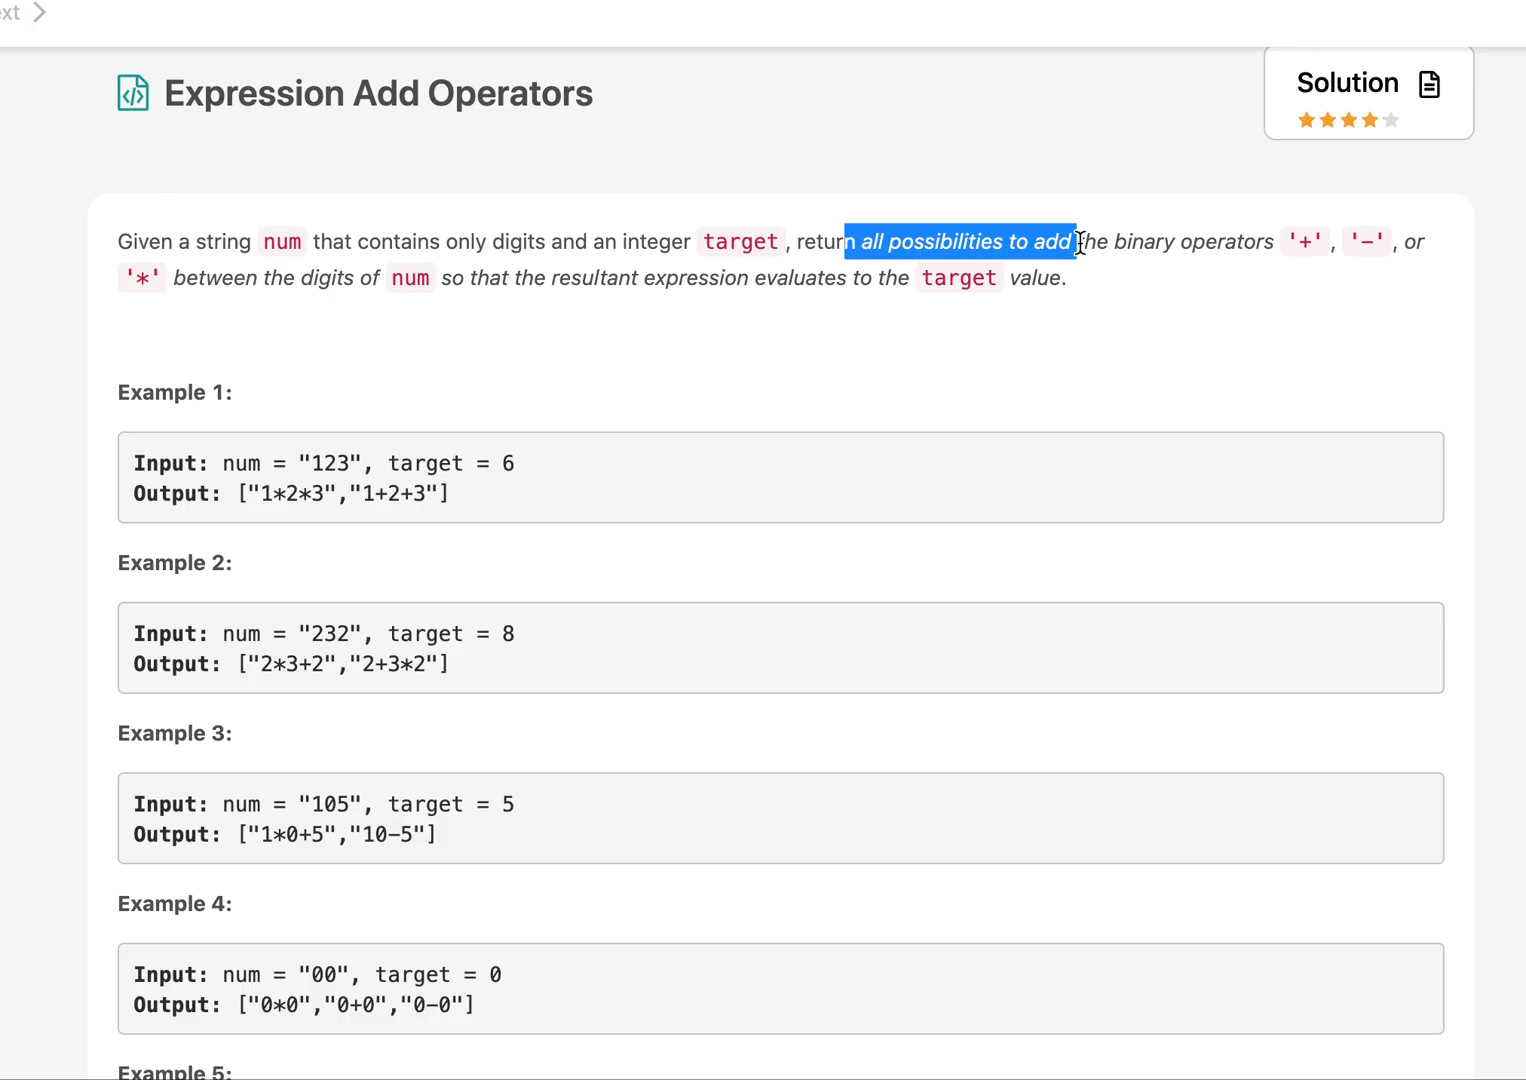 ext
Expression Add Operators
Solution
Given a string num that contains only digits and an integer target, return all possibilities to add the binary operators '+', '-', or
'*' between the digits of num so that the resultant expression evaluates to the target value.
Example 1:
Input: num = "123", target = 6
Output: ["1*2*3","1+2+3"]
Example 2:
Input: num = "232", target = 8
Output: ["2*3+2","2+3*2"]
Example 3:
Input: num = "105", target = 5
Output: ["1*0+5","10-5"]
Example 4:
Input: num = "00", target = 0
Output: ["0*0","0+0","0-0"]
Example 5: